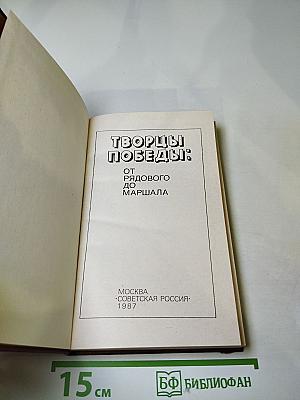 ТВОРЦЫ
ПОБЕДЫ:
ОТ
РЯДОВОГО
ДО
МАРШАЛА
МОСКВА
«СОВЕТСКАЯ РОССИЯ»
1987
15 см
БФ БИБЛИОФАН